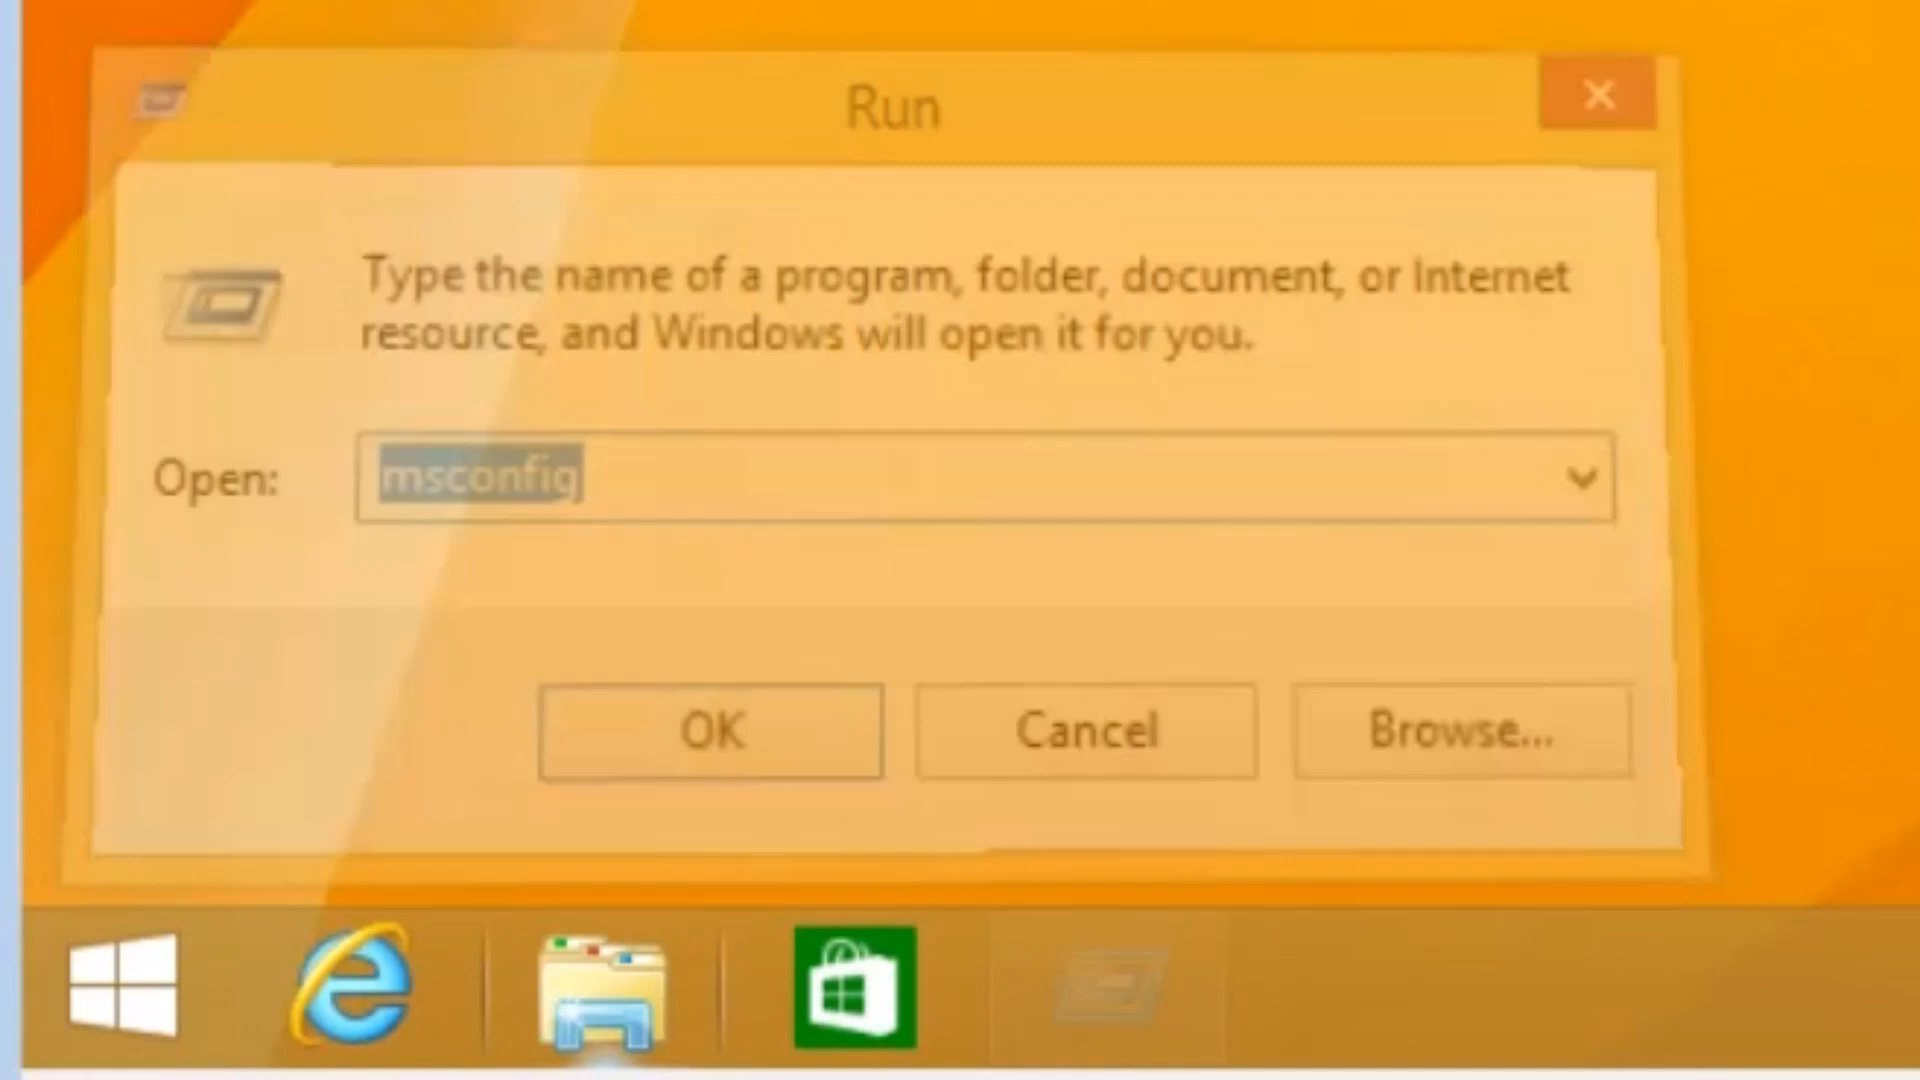 Run
Type the name of a program, folder, document, or Internet
resource, and Windows will open it for you.
Open:
msconfig
OK
Cancel
Browse...